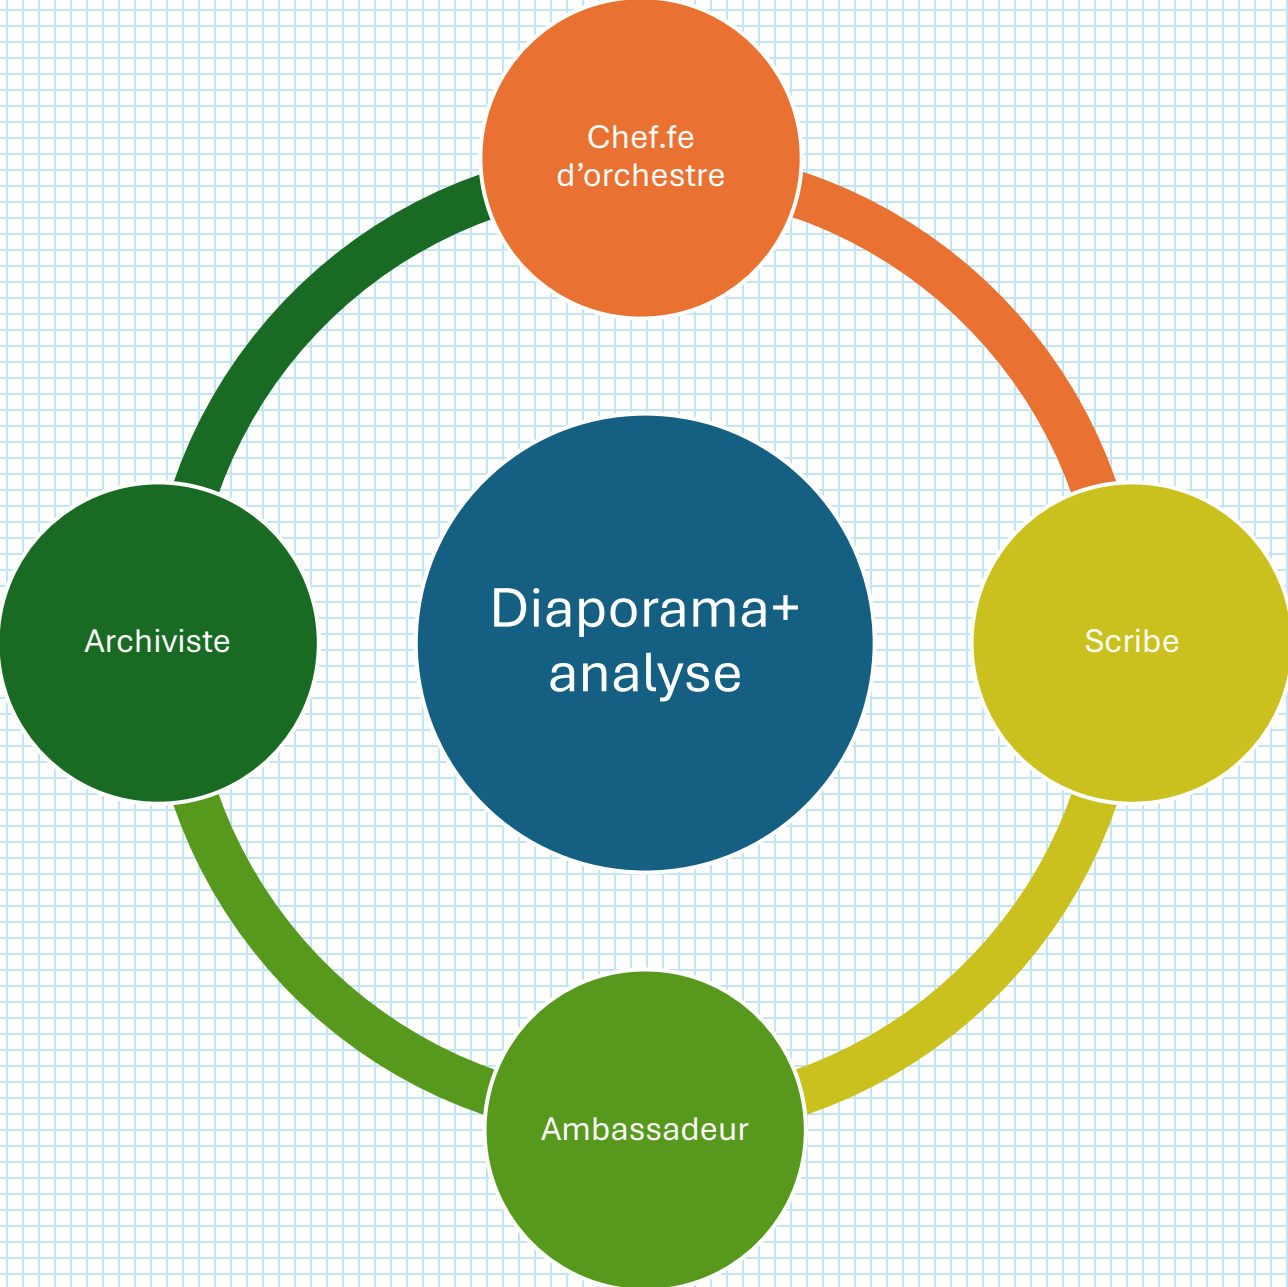 Chef.fe
d’orchestre
Archiviste
Diaporama+
analyse
Scribe
Ambassadeur